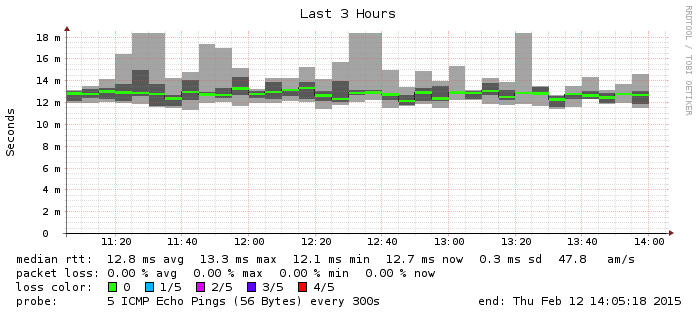 Last 3 Hours
RRDTOOL / TOBI OETIKER
Seconds
18 m
16 m
14 m
12 m
10 m
8 m
6 m
4 m
2 m
0
11:20 11:40 12:00 12:20 12:40 13:00 13:20 13:40 14:00
median rtt: 12.8 ms avg 13.3 ms max 12.1 ms min 12.7 ms now 0.3 ms sd 47.8 am/s
packet loss: 0.00 % avg 0.00 % max 0.00 % min 0.00 % now
loss color: 0 1/5 2/5 3/5 4/5
probe: 5 ICMP Echo Pings (56 Bytes) every 300s end: Thu Feb 12 14:05:18 2015